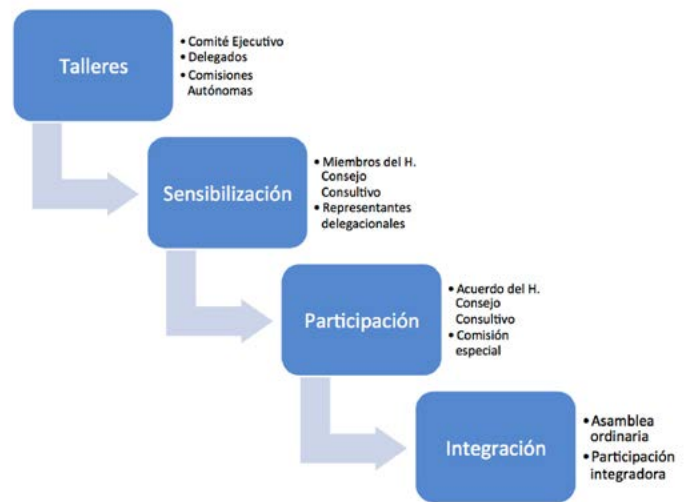 Talleres
• Comité Ejecutivo
• Delegados
• Comisiones
Autónomas
Sensibilización
• Miembros del H.
Consejo
Consultivo
• Representantes
delegacionales
Participación
• Acuerdo del H.
Consejo
Consultivo
• Comisión
especial
Integración
• Asamblea
ordinaria
• Participación
integradora